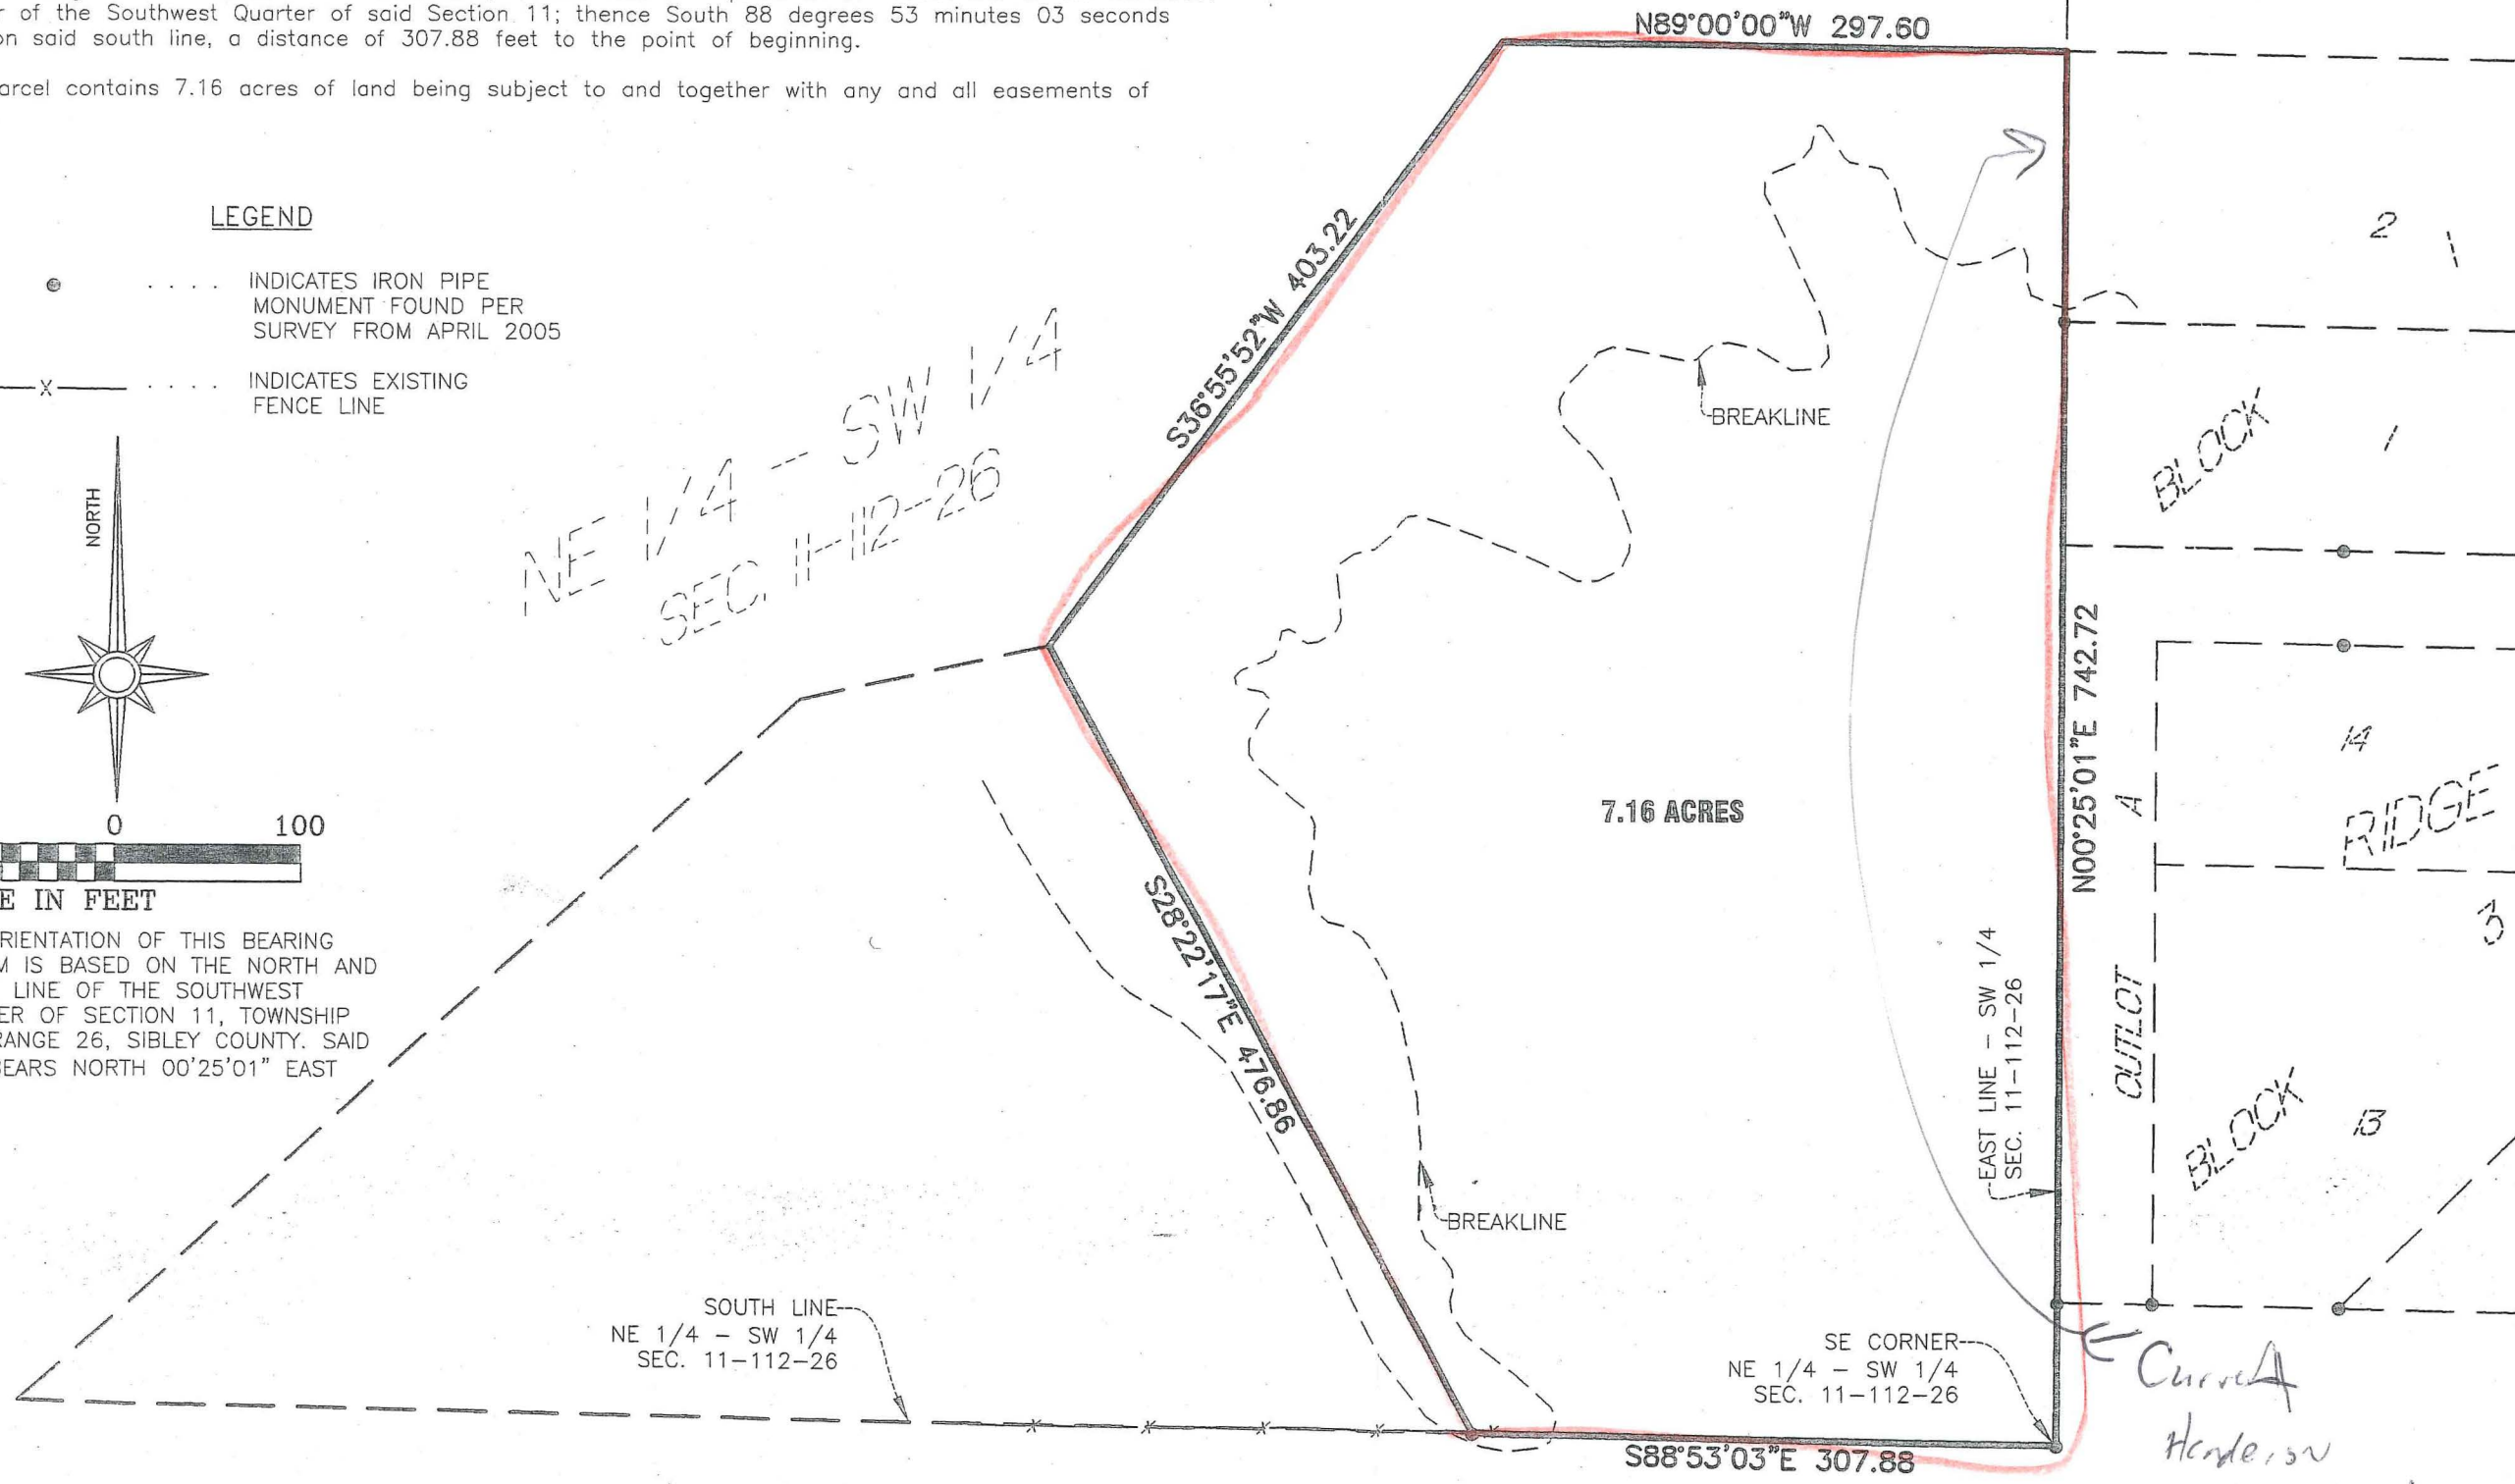 of the Southwest Quarter of said Section 11; thence South 88 degrees 53 minutes 03 seconds
on said south line, a distance of 307.88 feet to the point of beginning.
arcel contains 7.16 acres of land being subject to and together with any and all easements of
LEGEND
. . . . INDICATES IRON PIPE
MONUMENT FOUND PER
SURVEY FROM APRIL 2005
X . . . . INDICATES EXISTING
FENCE LINE
NORTH
0 100
E IN FEET
RIENTATION OF THIS BEARING
M IS BASED ON THE NORTH AND
LINE OF THE SOUTHWEST
ER OF SECTION 11, TOWNSHIP
RANGE 26, SIBLEY COUNTY. SAID
BEARS NORTH 00°25'01" EAST
NE 1/4 - SW 1/4
SEC. 11-112-26
N89°00'00"W 297.60
S36°55'52"W 403.22
BREAKLINE
7.16 ACRES
S28°22'17"E 476.86
BREAKLINE
N00°25'01"E 742.72
EAST LINE - SW 1/4
SEC. 11-112-26
SOUTH LINE
NE 1/4 - SW 1/4
SEC. 11-112-26
SE CORNER
NE 1/4 - SW 1/4
SEC. 11-112-26
S88°53'03"E 307.88
2
1
BLOCK
1
14
RIDGE
3
OUTLOT A
BLOCK
13
Current
Henderson